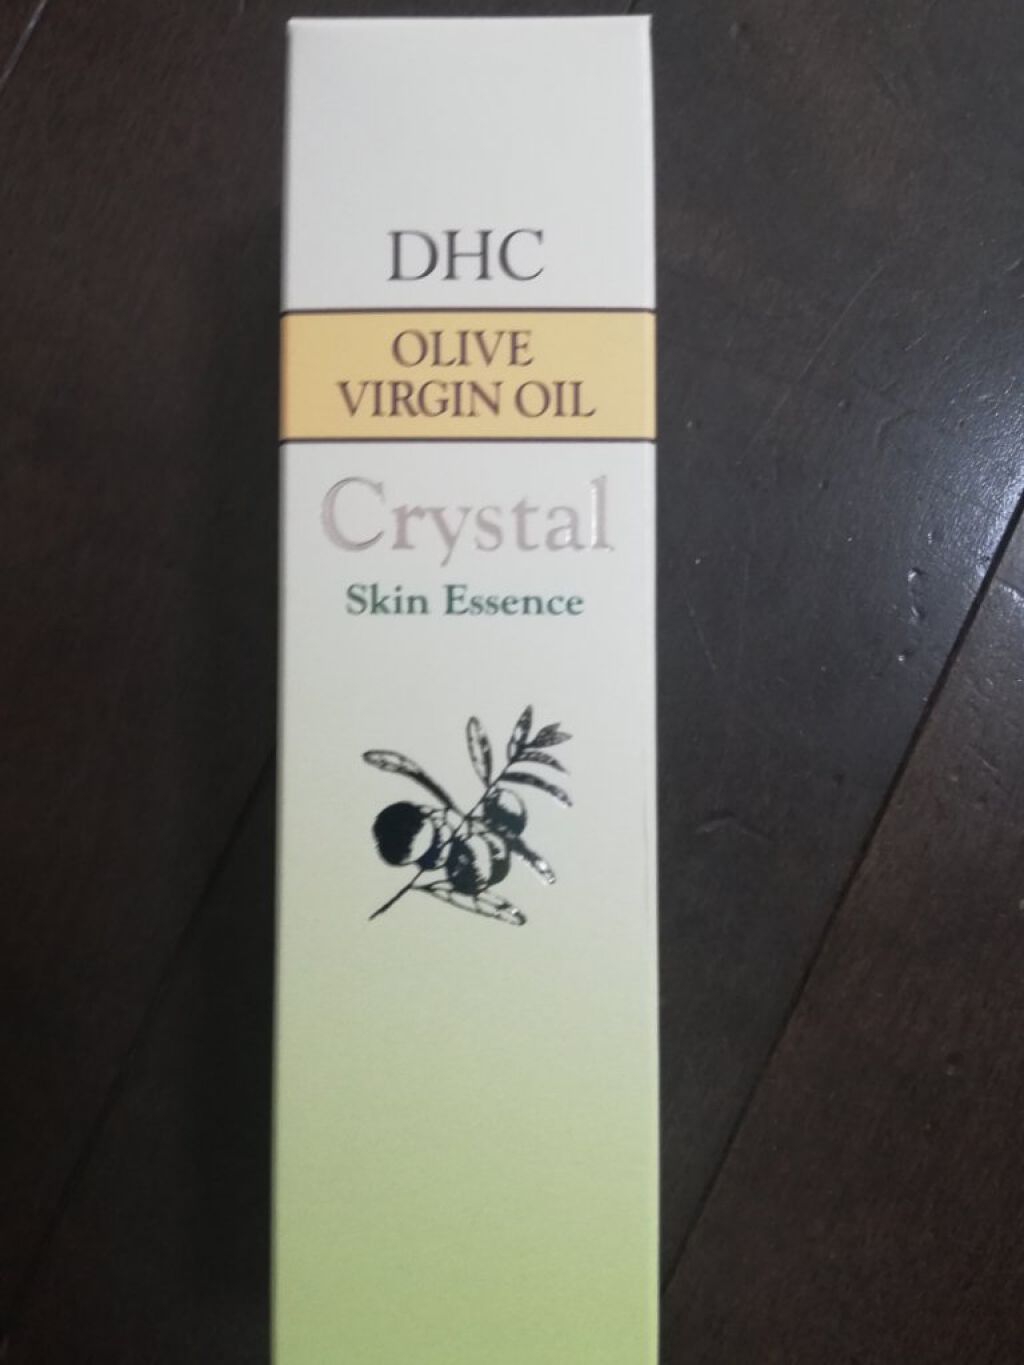 DHC
OLIVE
VIRGIN OIL
Crystal
Skin Essence